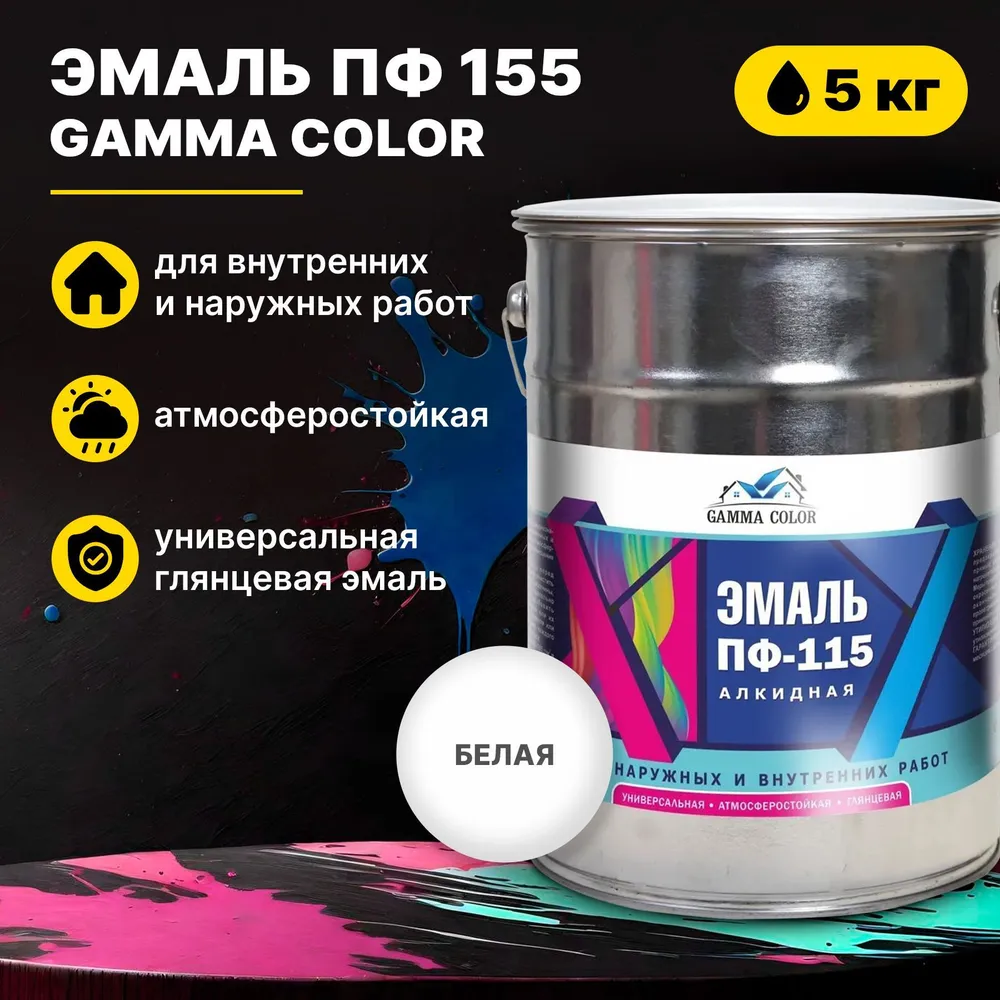 ЭМАЛЬ ПФ 155
GAMMA COLOR
5 кг
для внутренних
и наружных работ
атмосферостойкая
универсальная
глянцевая эмаль
БЕЛАЯ
GAMMA COLOR
ЭМАЛЬ
ПФ-115
АЛКИДНАЯ
НАРУЖНЫХ И ВНУТРЕННИХ РАБОТ
УНИВЕРСАЛЬНАЯ • АТМОСФЕРОСТОЙКАЯ • ГЛЯНЦЕВАЯ